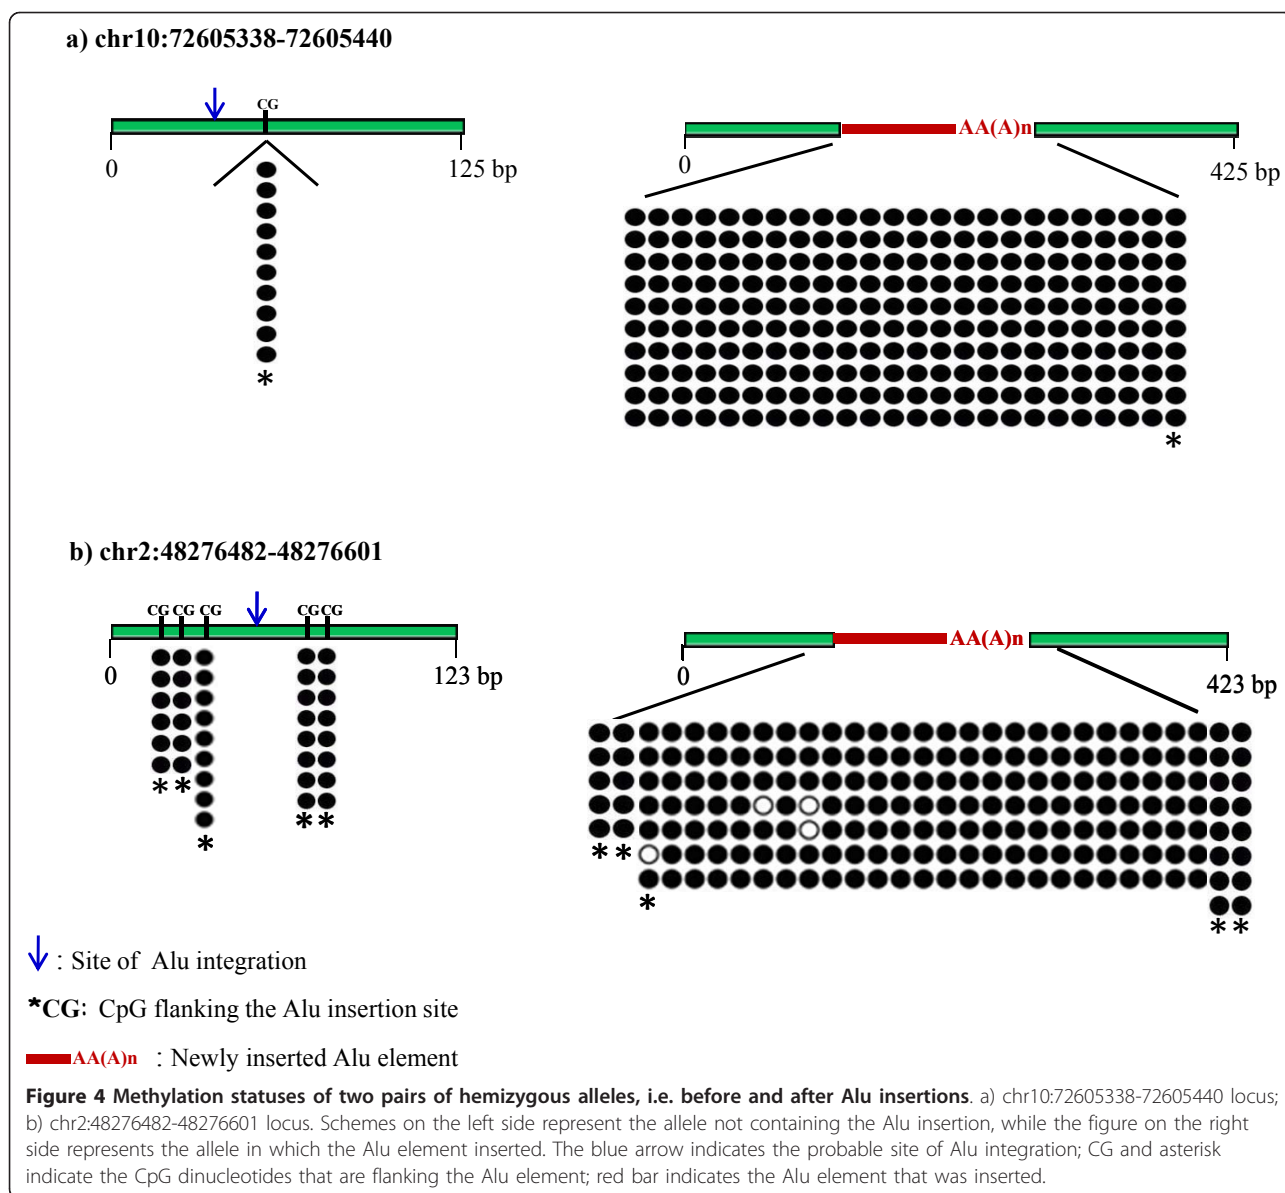 a) chr10:72605338-72605440
CG
0
125 bp
*
AA(A)n
0
425 bp
*
b) chr2:48276482-48276601
CG CG CG
CG CG
0
123 bp
* *
*
* *
AA(A)n
0
423 bp
* *
*
* *
: Site of Alu integration
*CG: CpG flanking the Alu insertion site
AA(A)n : Newly inserted Alu element
Figure 4 Methylation statuses of two pairs of hemizygous alleles, i.e. before and after Alu insertions. a) chr10:72605338-72605440 locus;
b) chr2:48276482-48276601 locus. Schemes on the left side represent the allele not containing the Alu insertion, while the figure on the right
side represents the allele in which the Alu element inserted. The blue arrow indicates the probable site of Alu integration; CG and asterisk
indicate the CpG dinucleotides that are flanking the Alu element; red bar indicates the Alu element that was inserted.